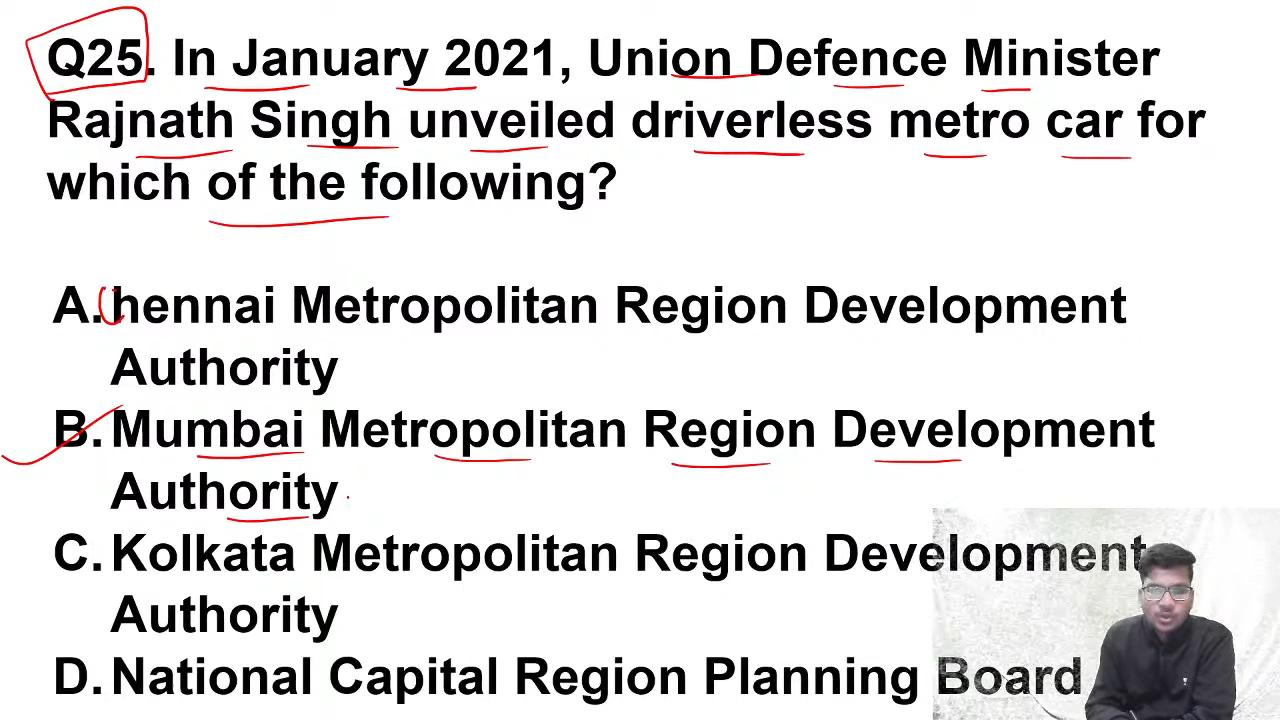 Q25. In January 2021, Union Defence Minister
Rajnath Singh unveiled driverless metro car for
which of the following?
A. Chennai Metropolitan Region Development
Authority
B. Mumbai Metropolitan Region Development
Authority
C. Kolkata Metropolitan Region Development
Authority
D. National Capital Region Planning Board